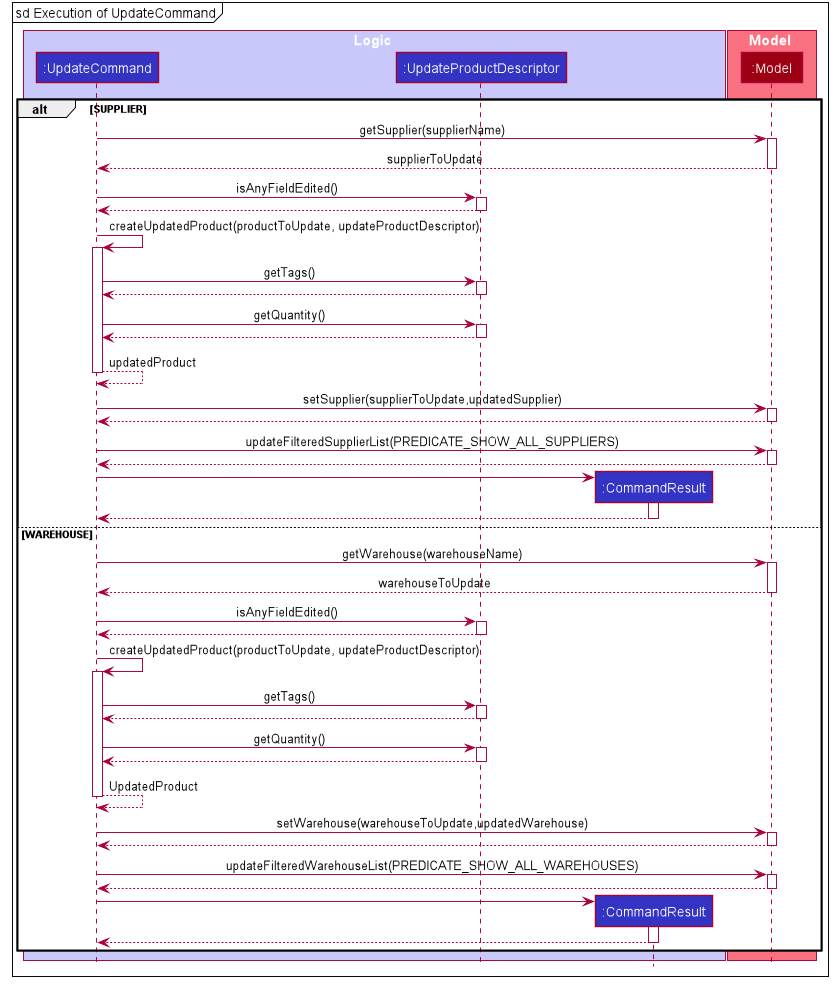 sd Execution of UpdateCommand
Logic
Model
:UpdateCommand
:UpdateProductDescriptor
:Model
alt
[SUPPLIER]
getSupplier(supplierName)
supplierToUpdate
isAnyFieldEdited()
createUpdatedProduct(productToUpdate, updateProductDescriptor)
getTags()
getQuantity()
updatedProduct
setSupplier(supplierToUpdate,updatedSupplier)
updateFilteredSupplierList(PREDICATE_SHOW_ALL_SUPPLIERS)
:CommandResult
[WAREHOUSE]
getWarehouse(warehouseName)
warehouseToUpdate
isAnyFieldEdited()
createUpdatedProduct(productToUpdate, updateProductDescriptor)
getTags()
getQuantity()
UpdatedProduct
setWarehouse(warehouseToUpdate,updatedWarehouse)
updateFilteredWarehouseList(PREDICATE_SHOW_ALL_WAREHOUSES)
:CommandResult